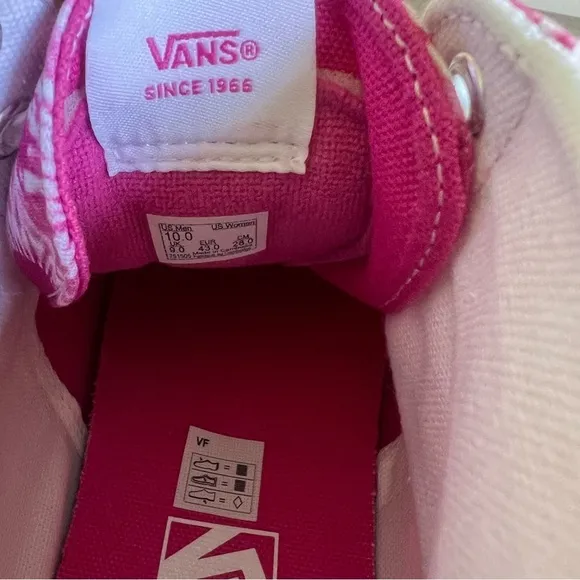 VANS®
SINCE 1966
US Men US Women
10.0
UK EUR CM
9.0 43.0 28.0
VF
=
=
=
VANS